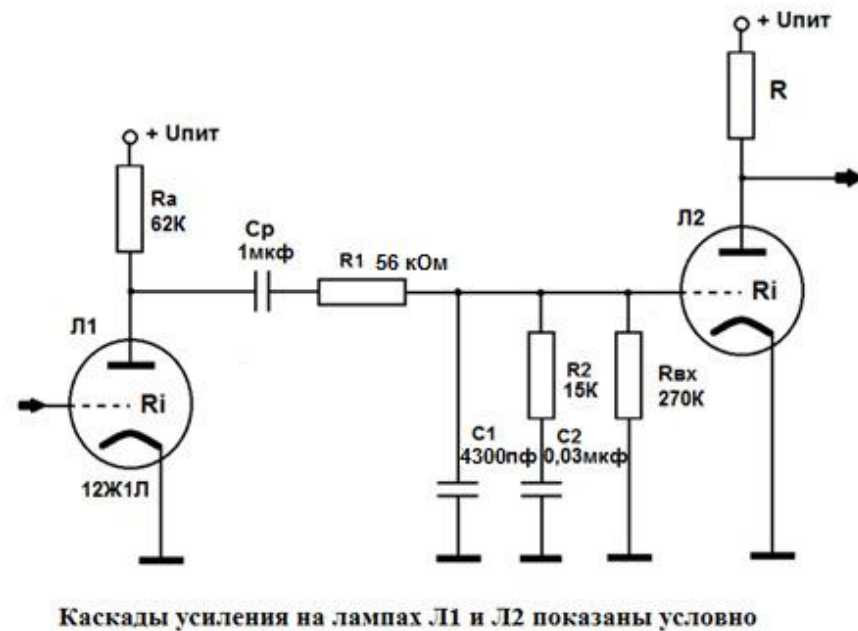 + Uпит
R
+ Uпит
Ra
62К
Ср
1мкф
R1 56 кОм
Л2
Ri
Л1
R2
15К
Rвх
270К
Ri
C1
4300пф
C2
0,03мкф
12Ж1Л
Каскады усиления на лампах Л1 и Л2 показаны условно